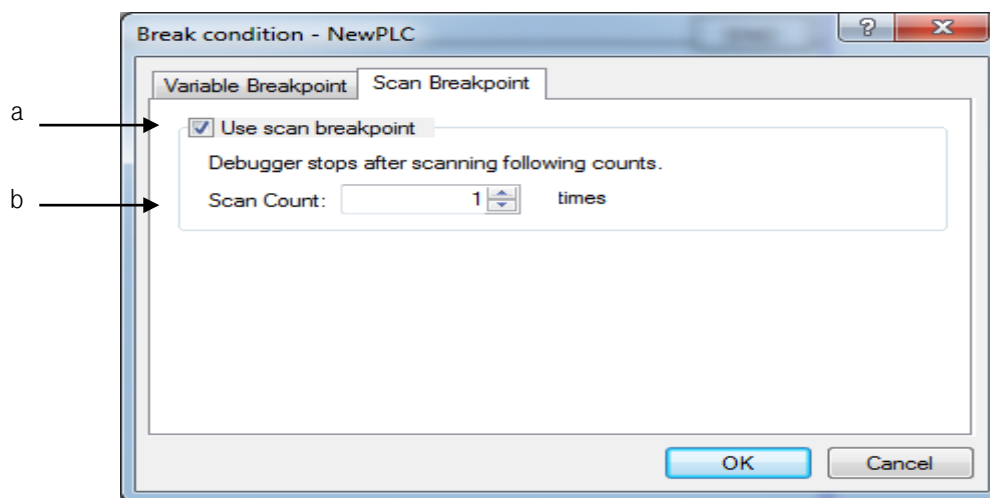 Break condition - NewPLC
Variable Breakpoint Scan Breakpoint
a
Use scan breakpoint
Debugger stops after scanning following counts.
b
Scan Count: 1 times
OK Cancel